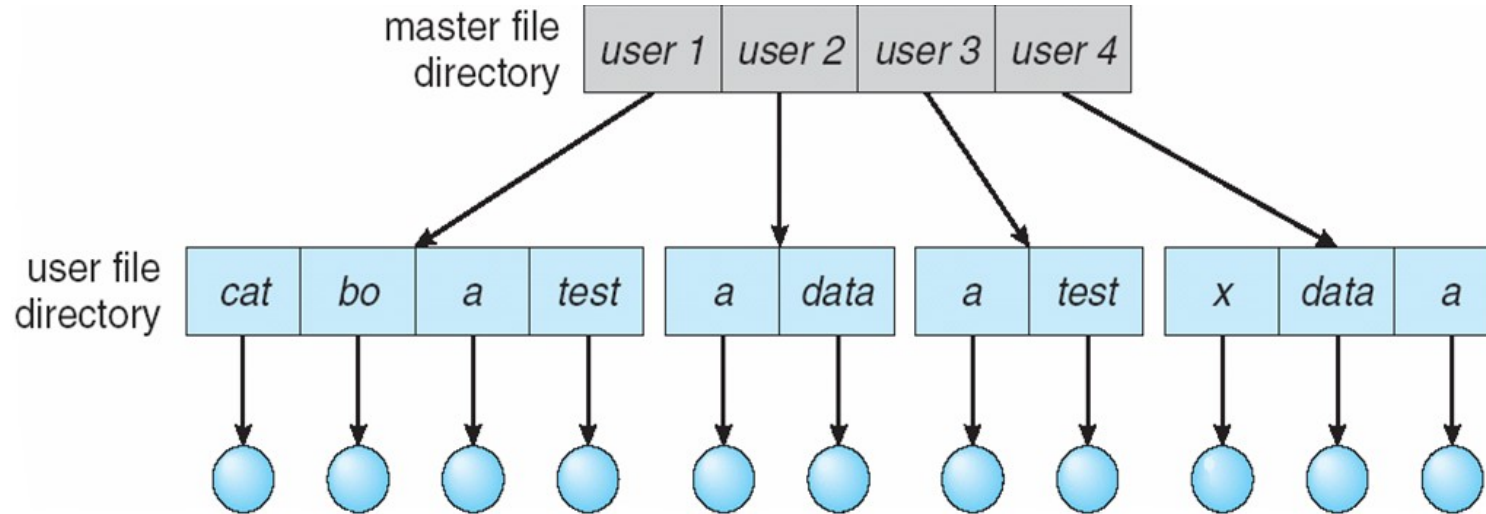 master file
directory
user 1 user 2 user 3 user 4
user file
directory
cat bo a test a data a test x data a